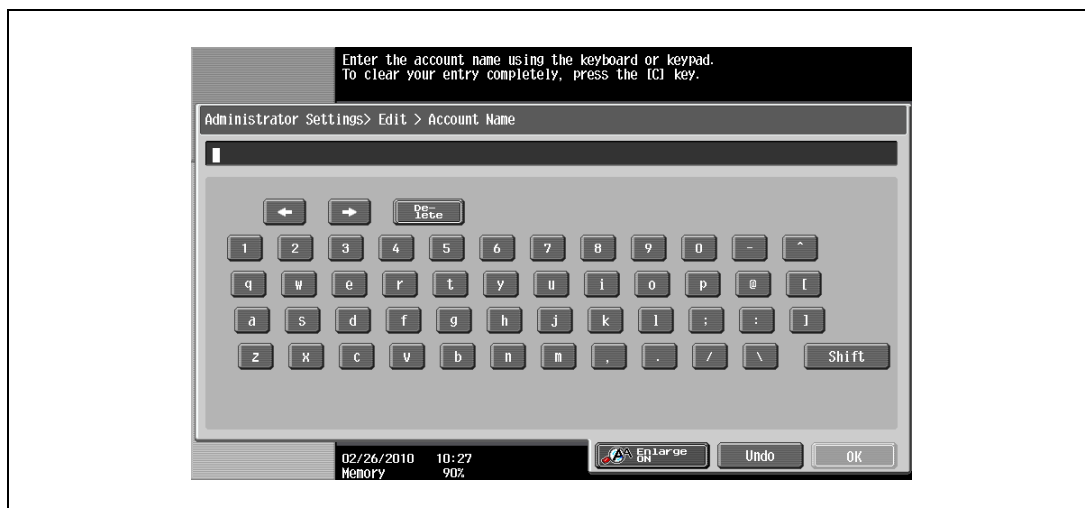 Enter the account name using the keyboard or keypad.
To clear your entry completely, press the [C] key.
Administrator Settings> Edit > Account Name
De-
lete
1 2 3 4 5 6 7 8 9 0 - ^
q w e r t y u i o p @ [
a s d f g h j k l ; : ]
z x c v b n m , . / \ Shift
02/26/2010 10:27
Memory 90%
Enlarge
ON
Undo
OK